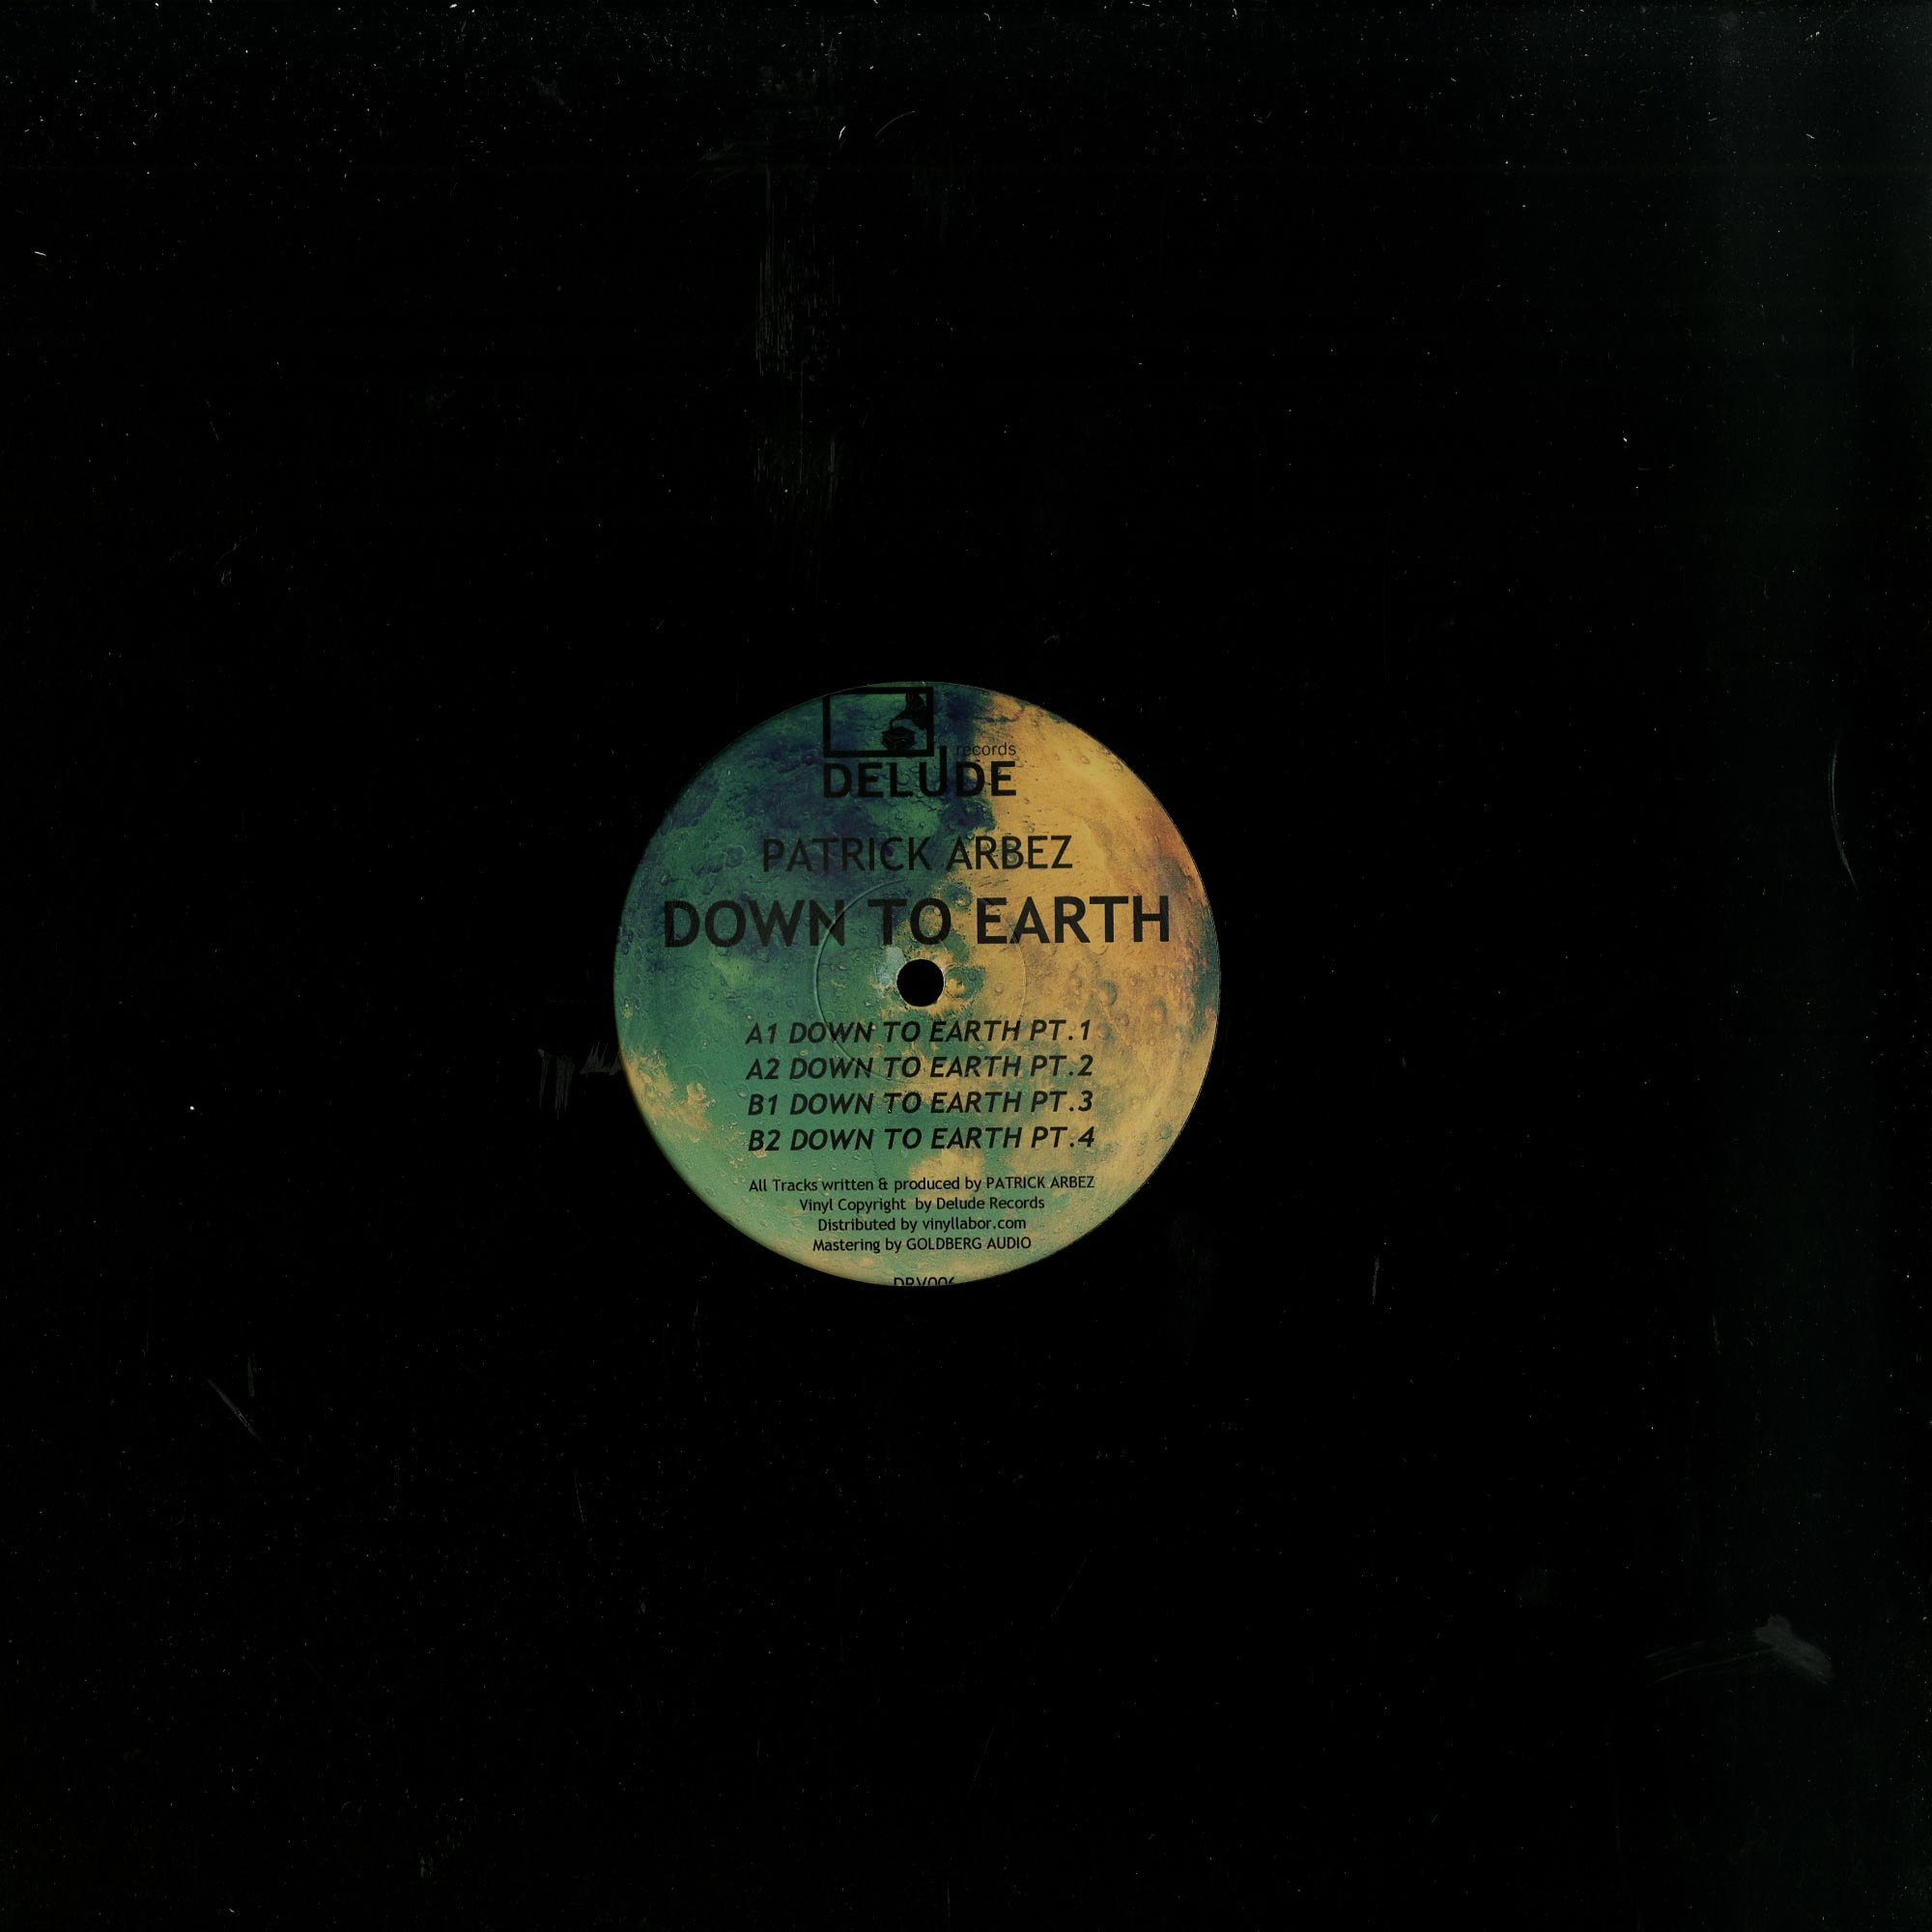 records
DELUDE
PATRICK ARBEZ
DOWN TO EARTH
A1 DOWN TO EARTH PT.1
A2 DOWN TO EARTH PT.2
B1 DOWN TO EARTH PT.3
B2 DOWN TO EARTH PT.4
All Tracks written & produced by PATRICK ARBEZ
Vinyl Copyright by Delude Records
Distributed by vinyllabor.com
Mastering by GOLDBERG AUDIO